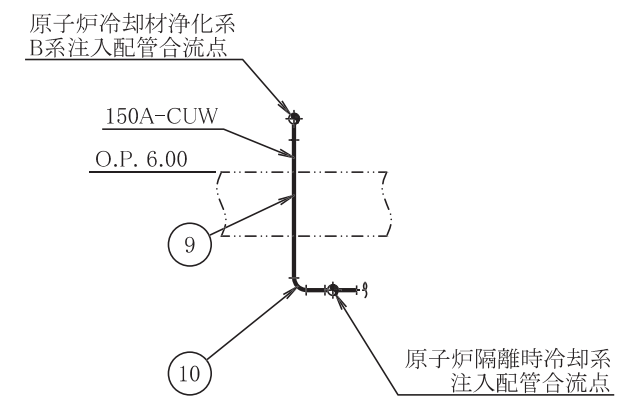 原子炉冷却材浄化系
B系注入配管合流点
150A-CUW
O.P. 6.00
9
10
原子炉隔離時冷却系
注入配管合流点